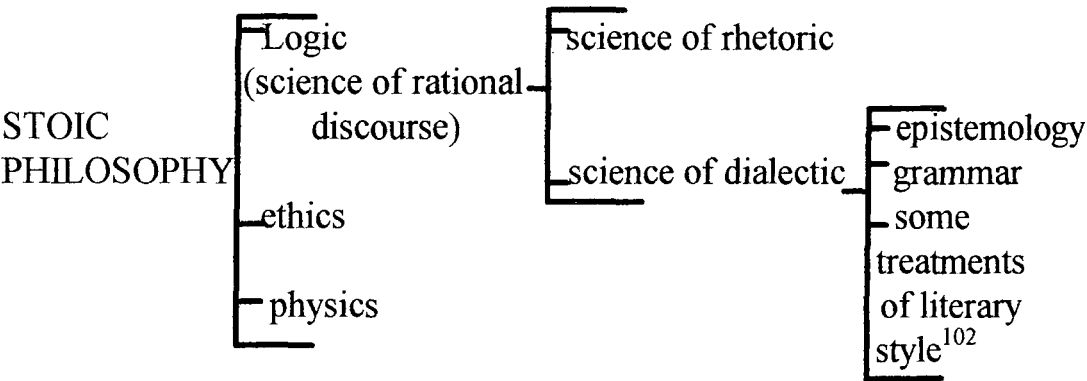 STOIC
PHILOSOPHY
Logic
(science of rational
discourse)
ethics
physics
science of rhetoric
science of dialectic
epistemology
grammar
some
treatments
of literary
style102